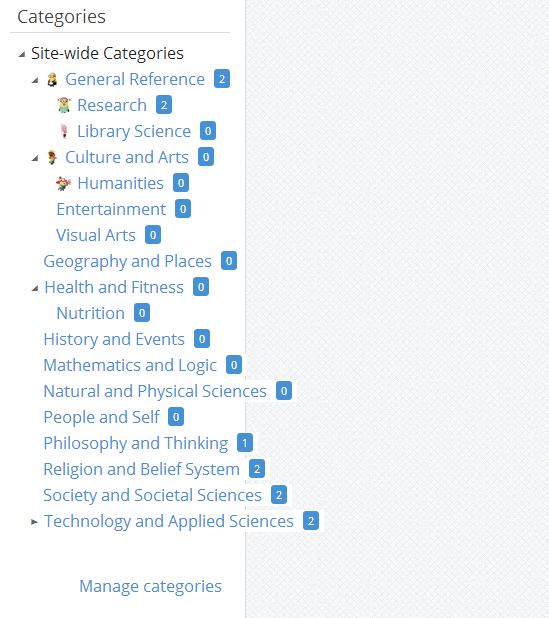 Categories
Site-wide Categories
General Reference 2
Research 2
Library Science 0
Culture and Arts 0
Humanities 0
Entertainment 0
Visual Arts 0
Geography and Places 0
Health and Fitness 0
Nutrition 0
History and Events 0
Mathematics and Logic 0
Natural and Physical Sciences 0
People and Self 0
Philosophy and Thinking 1
Religion and Belief System 2
Society and Societal Sciences 2
Technology and Applied Sciences 2
Manage categories